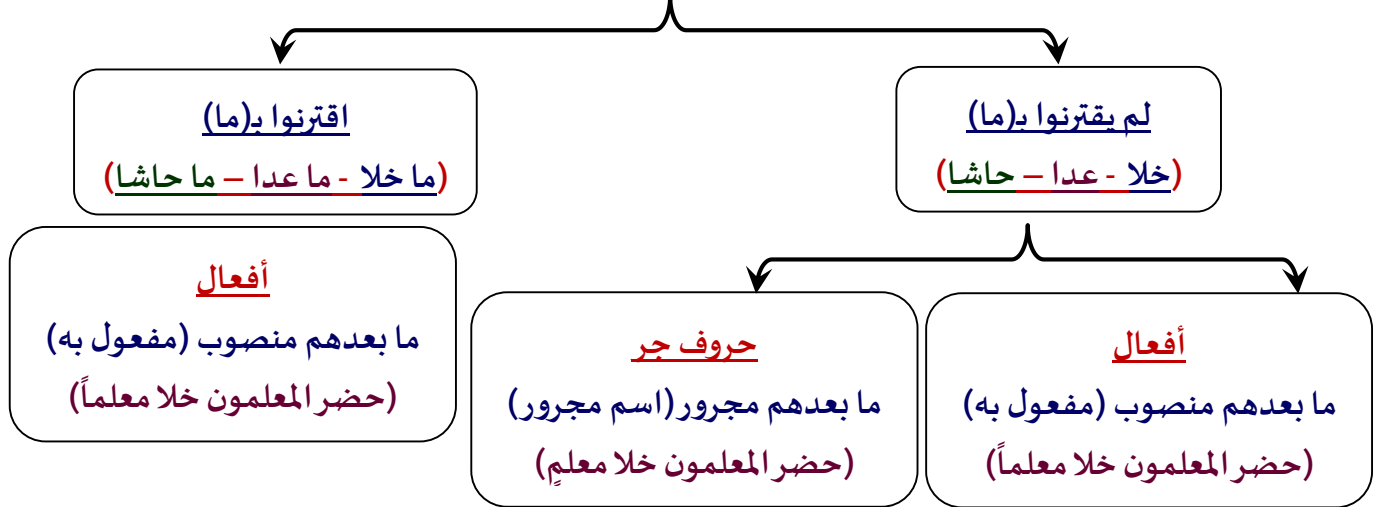 لم يقترنوا بـ(ما)
(خلا - عدا – حاشا)
اقترنوا بـ(ما)
(ما خلا - ما عدا – ما حاشا)
أفعال
ما بعدهم منصوب (مفعول به)
(حضر المعلمون خلا معلماً)
حروف جر
ما بعدهم مجرور (اسم مجرور)
(حضر المعلمون خلا معلمٍ)
أفعال
ما بعدهم منصوب (مفعول به)
(حضر المعلمون خلا معلماً)